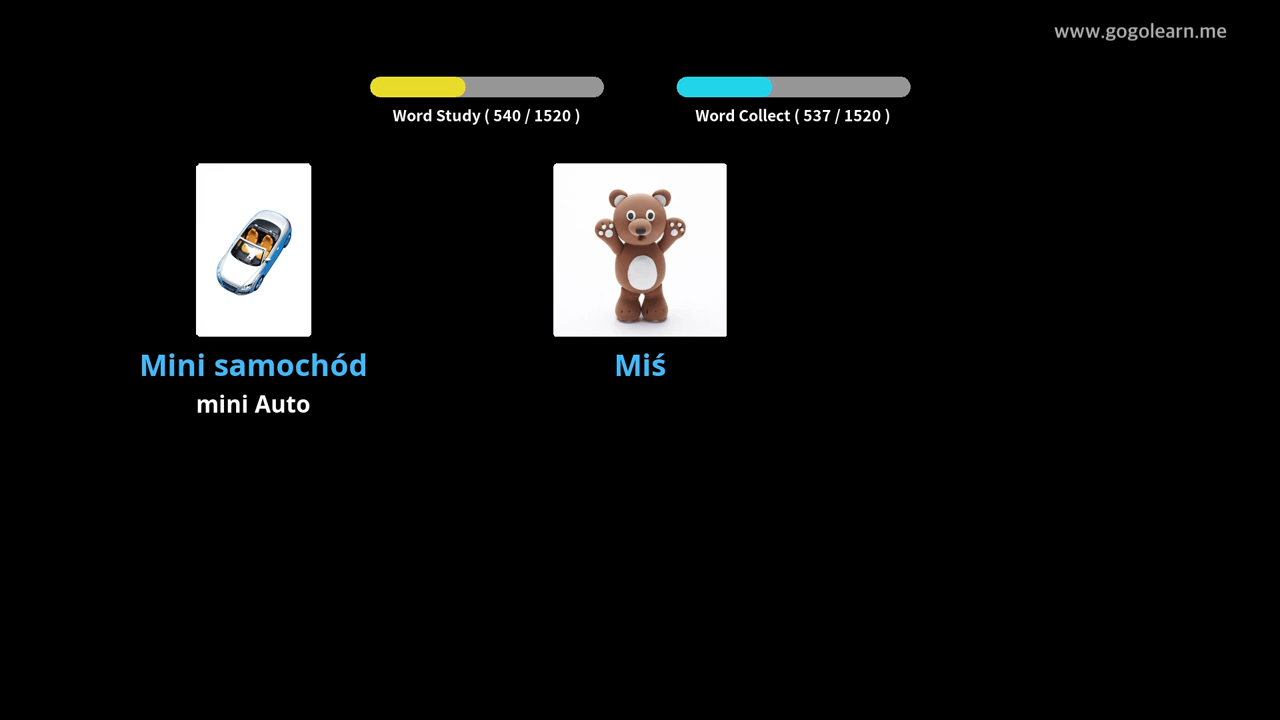 www.gogolearn.me
Word Study ( 540 / 1520 )
Word Collect ( 537 / 1520 )
Mini samochód
mini Auto
Miś